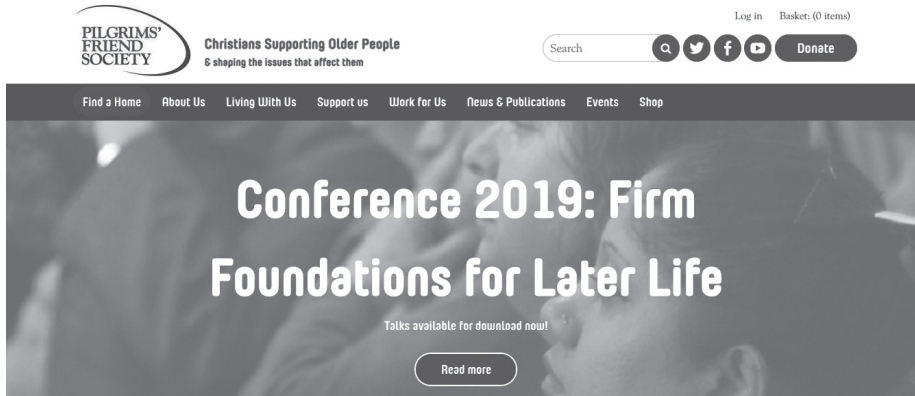 Log in Basket: (0 items)
PILGRIMS'
FRIEND
SOCIETY
Christians Supporting Older People
& shaping the issues that affect them
Search
Donate
Find a Home About Us Living With Us Support us Work for Us News & Publications Events Shop
Conference 2019: Firm
Foundations for Later Life
Talks available for download now!
Read more